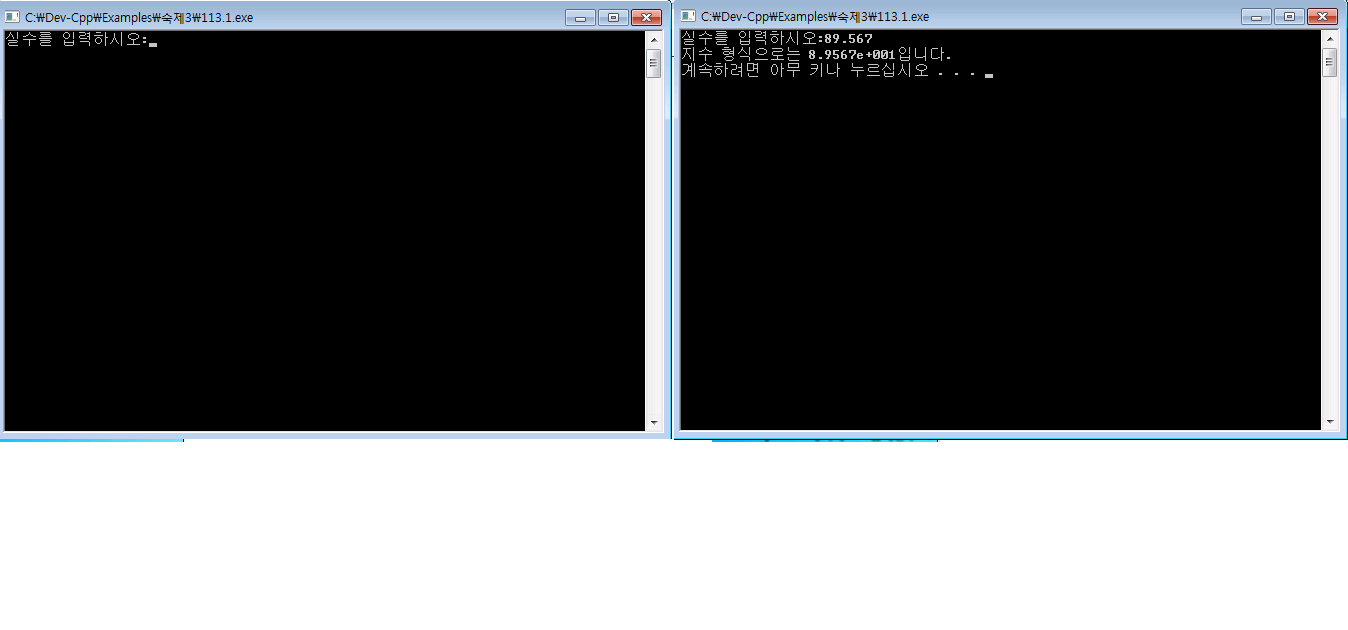 C:₩Dev-Cpp₩Examples₩숙제3₩113.1.exe
실수를 입력하시오:
C:₩Dev-Cpp₩Examples₩숙제3₩113.1.exe
실수를 입력하시오:89.567
지수 형식으로는 8.9567e+001입니다.
계속하려면 아무 키나 누르십시오 . . .